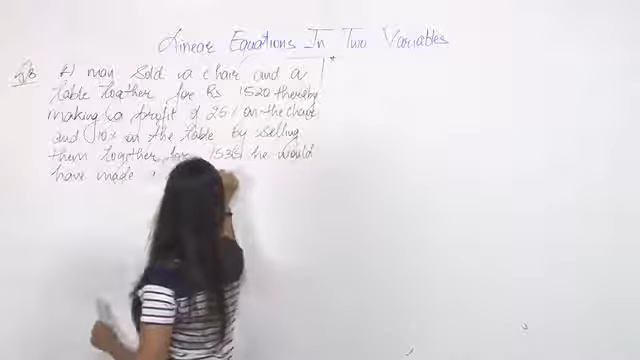 Linear Equations In Two Variables
A man sold a chair and a
table together for Rs 1520 thereby
making a profit of 25% on the chair
and 10% on the table by selling
them together for 1535 he would
have made